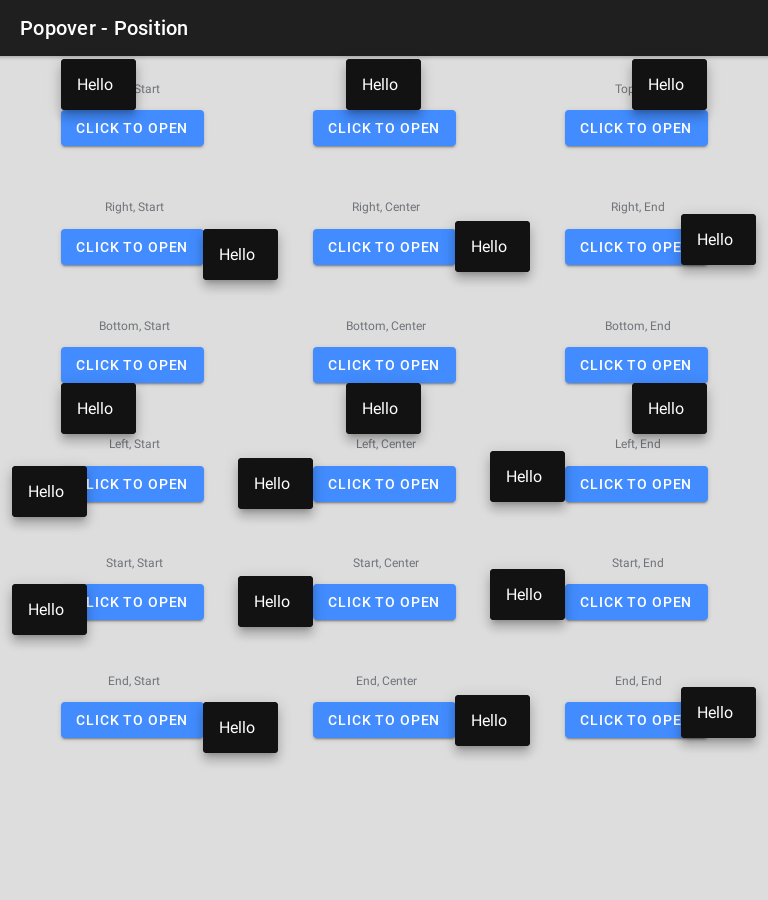 Popover - Position
Hello Hello Hello
Start Top
CLICK TO OPEN CLICK TO OPEN CLICK TO OPEN
Right, Start Right, Center Right, End
CLICK TO OPEN CLICK TO OPEN CLICK TO OPE
Hello Hello Hello
Bottom, Start Bottom, Center Bottom, End
CLICK TO OPEN CLICK TO OPEN CLICK TO OPEN
Hello Hello Hello
Left, Start Left, Center Left, End
Hello LICK TO OPEN Hello CLICK TO OPEN Hello CLICK TO OPEN
Start, Start Start, Center Start, End
Hello LICK TO OPEN Hello CLICK TO OPEN Hello CLICK TO OPEN
End, Start End, Center End, End
CLICK TO OPEN Hello CLICK TO OPEN Hello CLICK TO OPE Hello